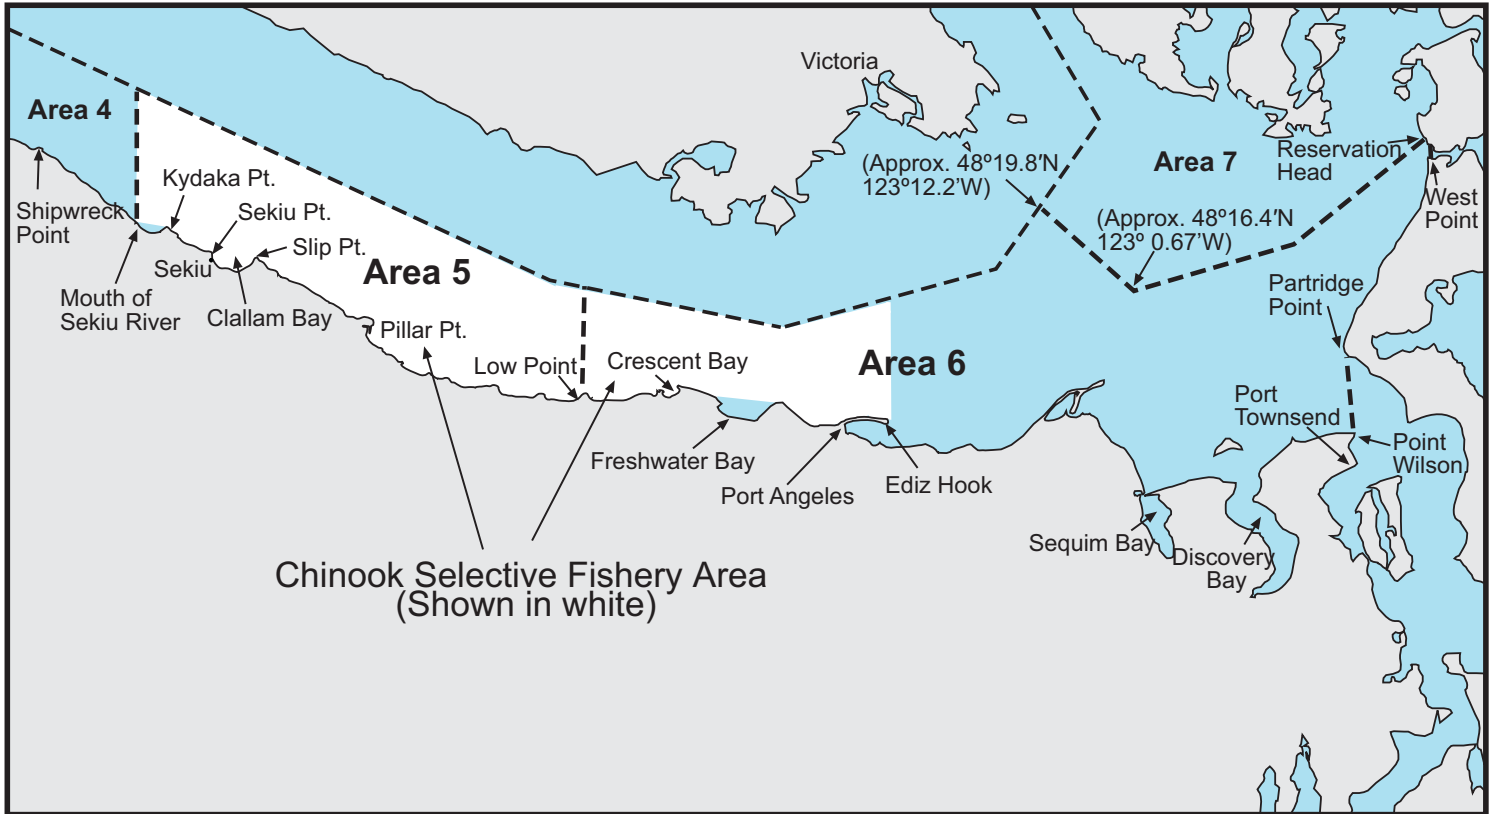 Victoria
Area 4
(Approx. 48º19.8'N
123º12.2'W)
Area 7
Reservation
Head
Kydaka Pt.
Shipwreck
Point
Sekiu Pt.
West
Point
(Approx. 48º16.4'N
123º 0.67'W)
Slip Pt.
Sekiu
Area 5
Mouth of
Sekiu River
Clallam Bay
Partridge
Point
Pillar Pt.
Low Point
Crescent Bay
Area 6
Port
Townsend
Point
Wilson
Freshwater Bay
Port Angeles
Ediz Hook
Sequim Bay
Discovery
Bay
Chinook Selective Fishery Area
(Shown in white)